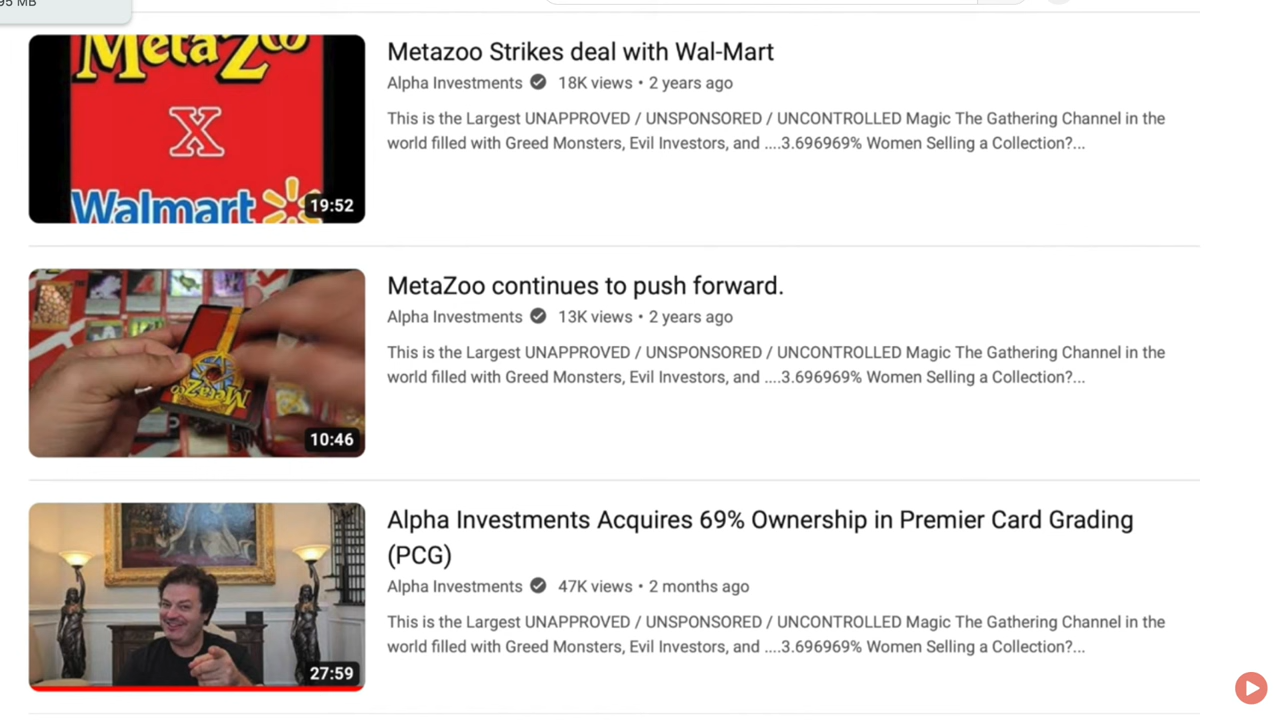 95 MB
MetaZoo
X
Walmart
19:52
Metazoo Strikes deal with Wal-Mart
Alpha Investments 18K views • 2 years ago
This is the Largest UNAPPROVED / UNSPONSORED / UNCONTROLLED Magic The Gathering Channel in the
world filled with Greed Monsters, Evil Investors, and ....3.696969% Women Selling a Collection?...
MetaZoo
10:46
MetaZoo continues to push forward.
Alpha Investments 13K views • 2 years ago
This is the Largest UNAPPROVED / UNSPONSORED / UNCONTROLLED Magic The Gathering Channel in the
world filled with Greed Monsters, Evil Investors, and ....3.696969% Women Selling a Collection?...
27:59
Alpha Investments Acquires 69% Ownership in Premier Card Grading
(PCG)
Alpha Investments 47K views • 2 months ago
This is the Largest UNAPPROVED / UNSPONSORED / UNCONTROLLED Magic The Gathering Channel in the
world filled with Greed Monsters, Evil Investors, and ....3.696969% Women Selling a Collection?...